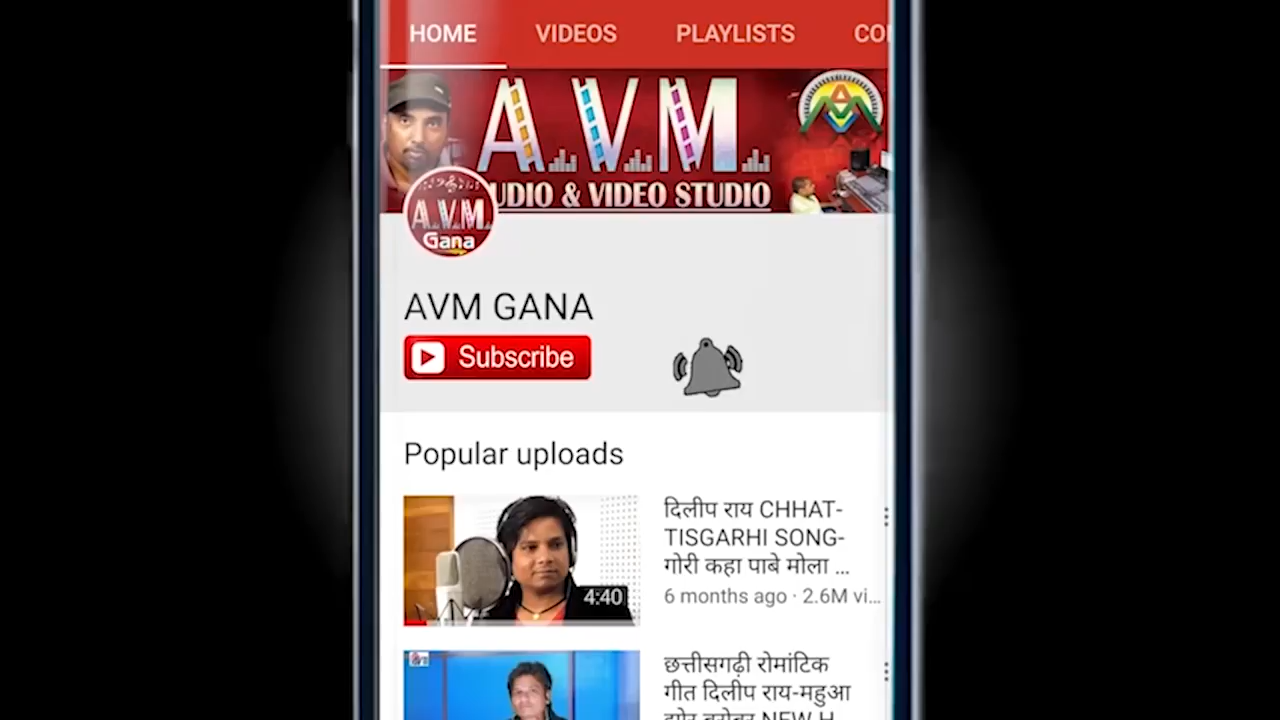 HOME VIDEOS PLAYLISTS
A.V.M.
& VIDEO STUDIO
A.V.M.
Gana
AVM GANA
Subscribe
Popular uploads
दिलीप राय CHHAT-
TISGARHI SONG-
गोरी कहा पाबे मोला ...
6 months ago · 2.6M vi...
4:40
छत्तीसगढ़ी रोमांटिक
गीत दिलीप राय-महुआ
NEW H